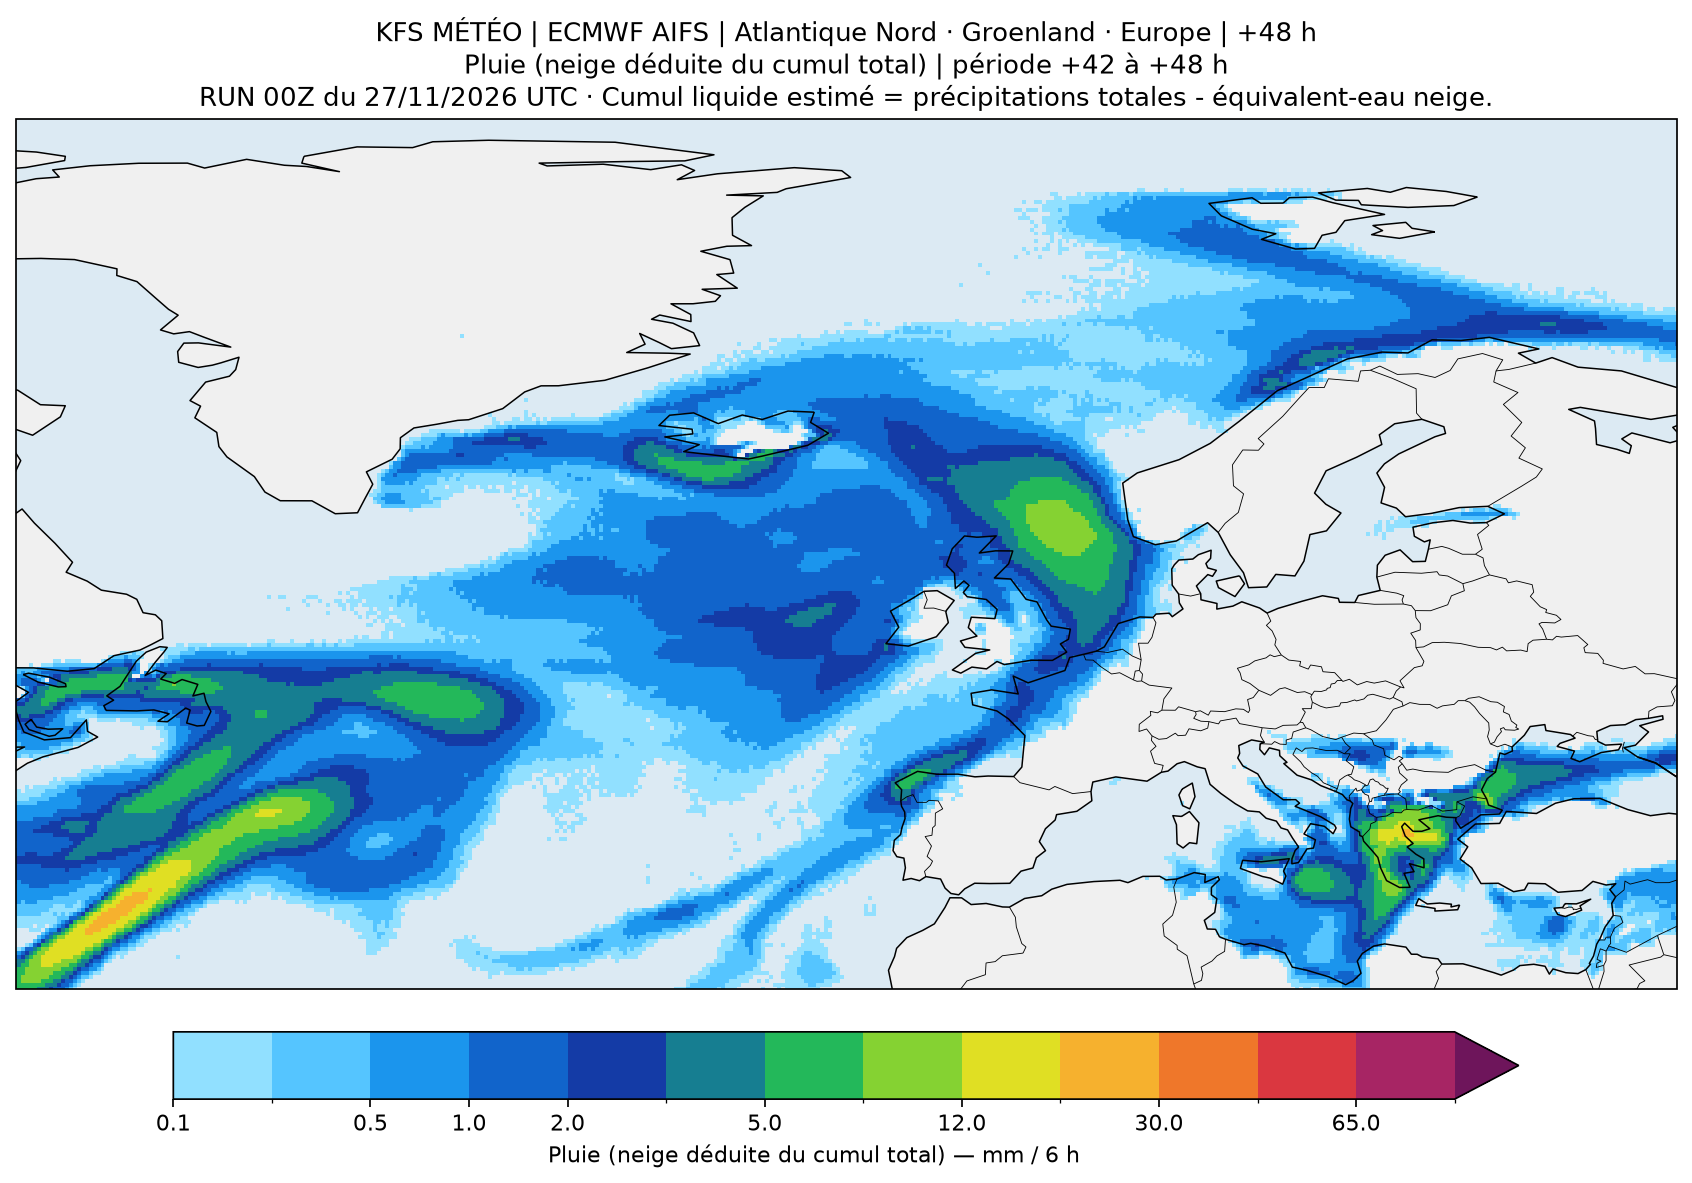 KFS MÉTÉO | ECMWF AIFS | Atlantique Nord · Groenland · Europe | +48 h
Pluie (neige déduite du cumul total) | période +42 à +48 h
RUN 00Z du 27/11/2026 UTC · Cumul liquide estimé = précipitations totales - équivalent-eau neige.
0.1 0.5 1.0 2.0 5.0 12.0 30.0 65.0
Pluie (neige déduite du cumul total) — mm / 6 h